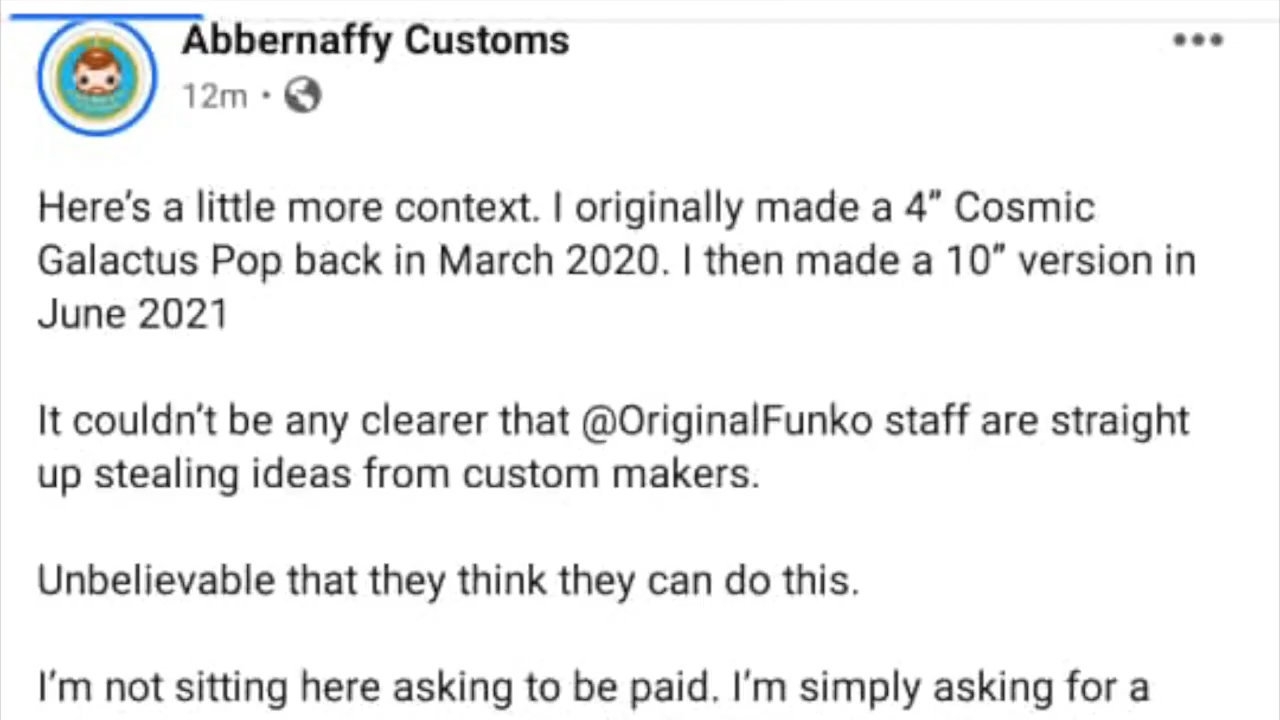 Abbernaffy Customs
12m ·
Here's a little more context. I originally made a 4” Cosmic
Galactus Pop back in March 2020. I then made a 10” version in
June 2021
It couldn't be any clearer that @OriginalFunko staff are straight
up stealing ideas from custom makers.
Unbelievable that they think they can do this.
I'm not sitting here asking to be paid. I'm simply asking for a